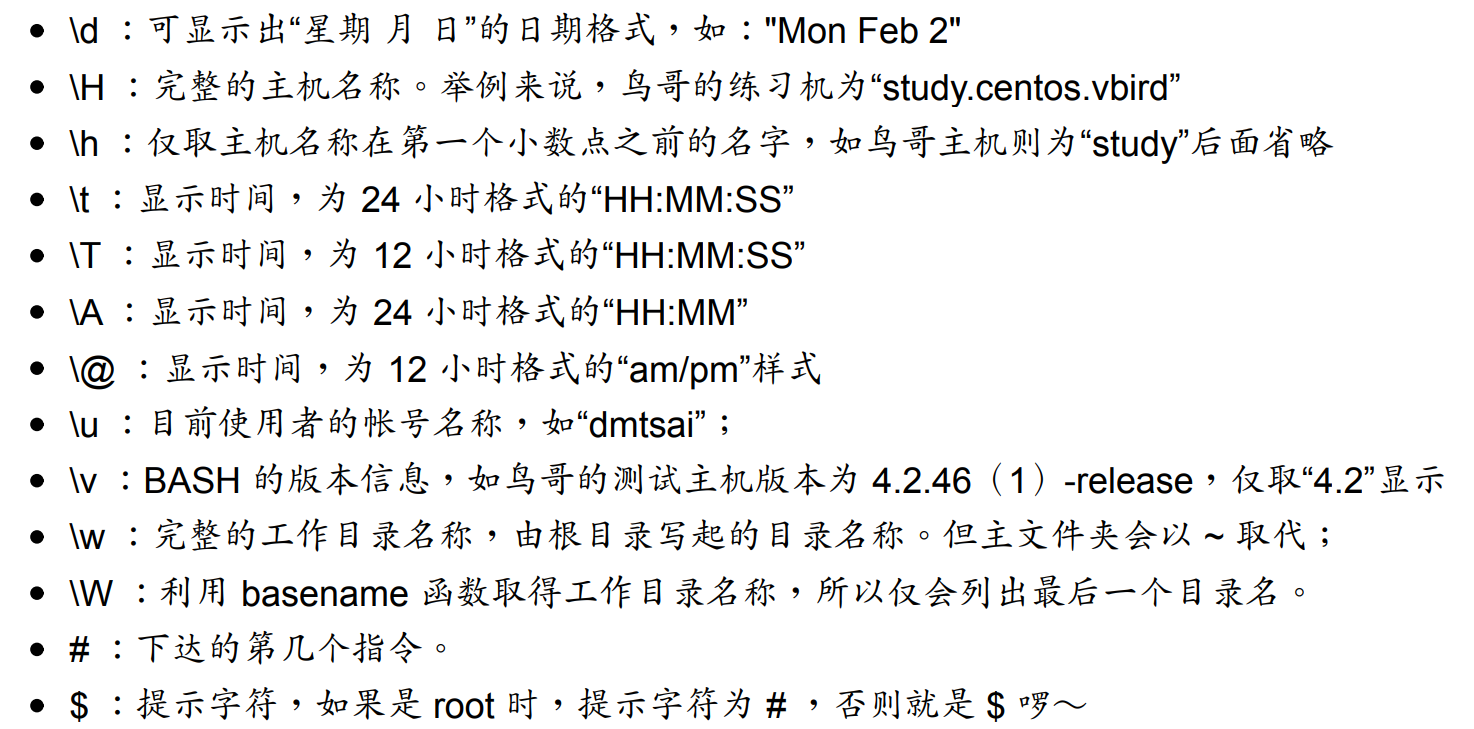 • \d ：可显示出“星期 月 日”的日期格式，如："Mon Feb 2"
• \H ：完整的主机名称。举例来说，鸟哥的练习机为“study.centos.vbird”
• \h ：仅取主机名称在第一个小数点之前的名字，如鸟哥主机则为“study”后面省略
• \t ：显示时间，为 24 小时格式的“HH:MM:SS”
• \T ：显示时间，为 12 小时格式的“HH:MM:SS”
• \A ：显示时间，为 24 小时格式的“HH:MM”
• \@ ：显示时间，为 12 小时格式的“am/pm”样式
• \u ：目前使用者的帐号名称，如“dmtsai”；
• \v ：BASH 的版本信息，如鸟哥的测试主机版本为 4.2.46（1）-release，仅取“4.2”显示
• \w ：完整的工作目录名称，由根目录写起的目录名称。但主文件夹会以 ~ 取代；
• \W ：利用 basename 函数取得工作目录名称，所以仅会列出最后一个目录名。
• # ：下达的第几个指令。
• $ ：提示字符，如果是 root 时，提示字符为 # ，否则就是 $ 啰～